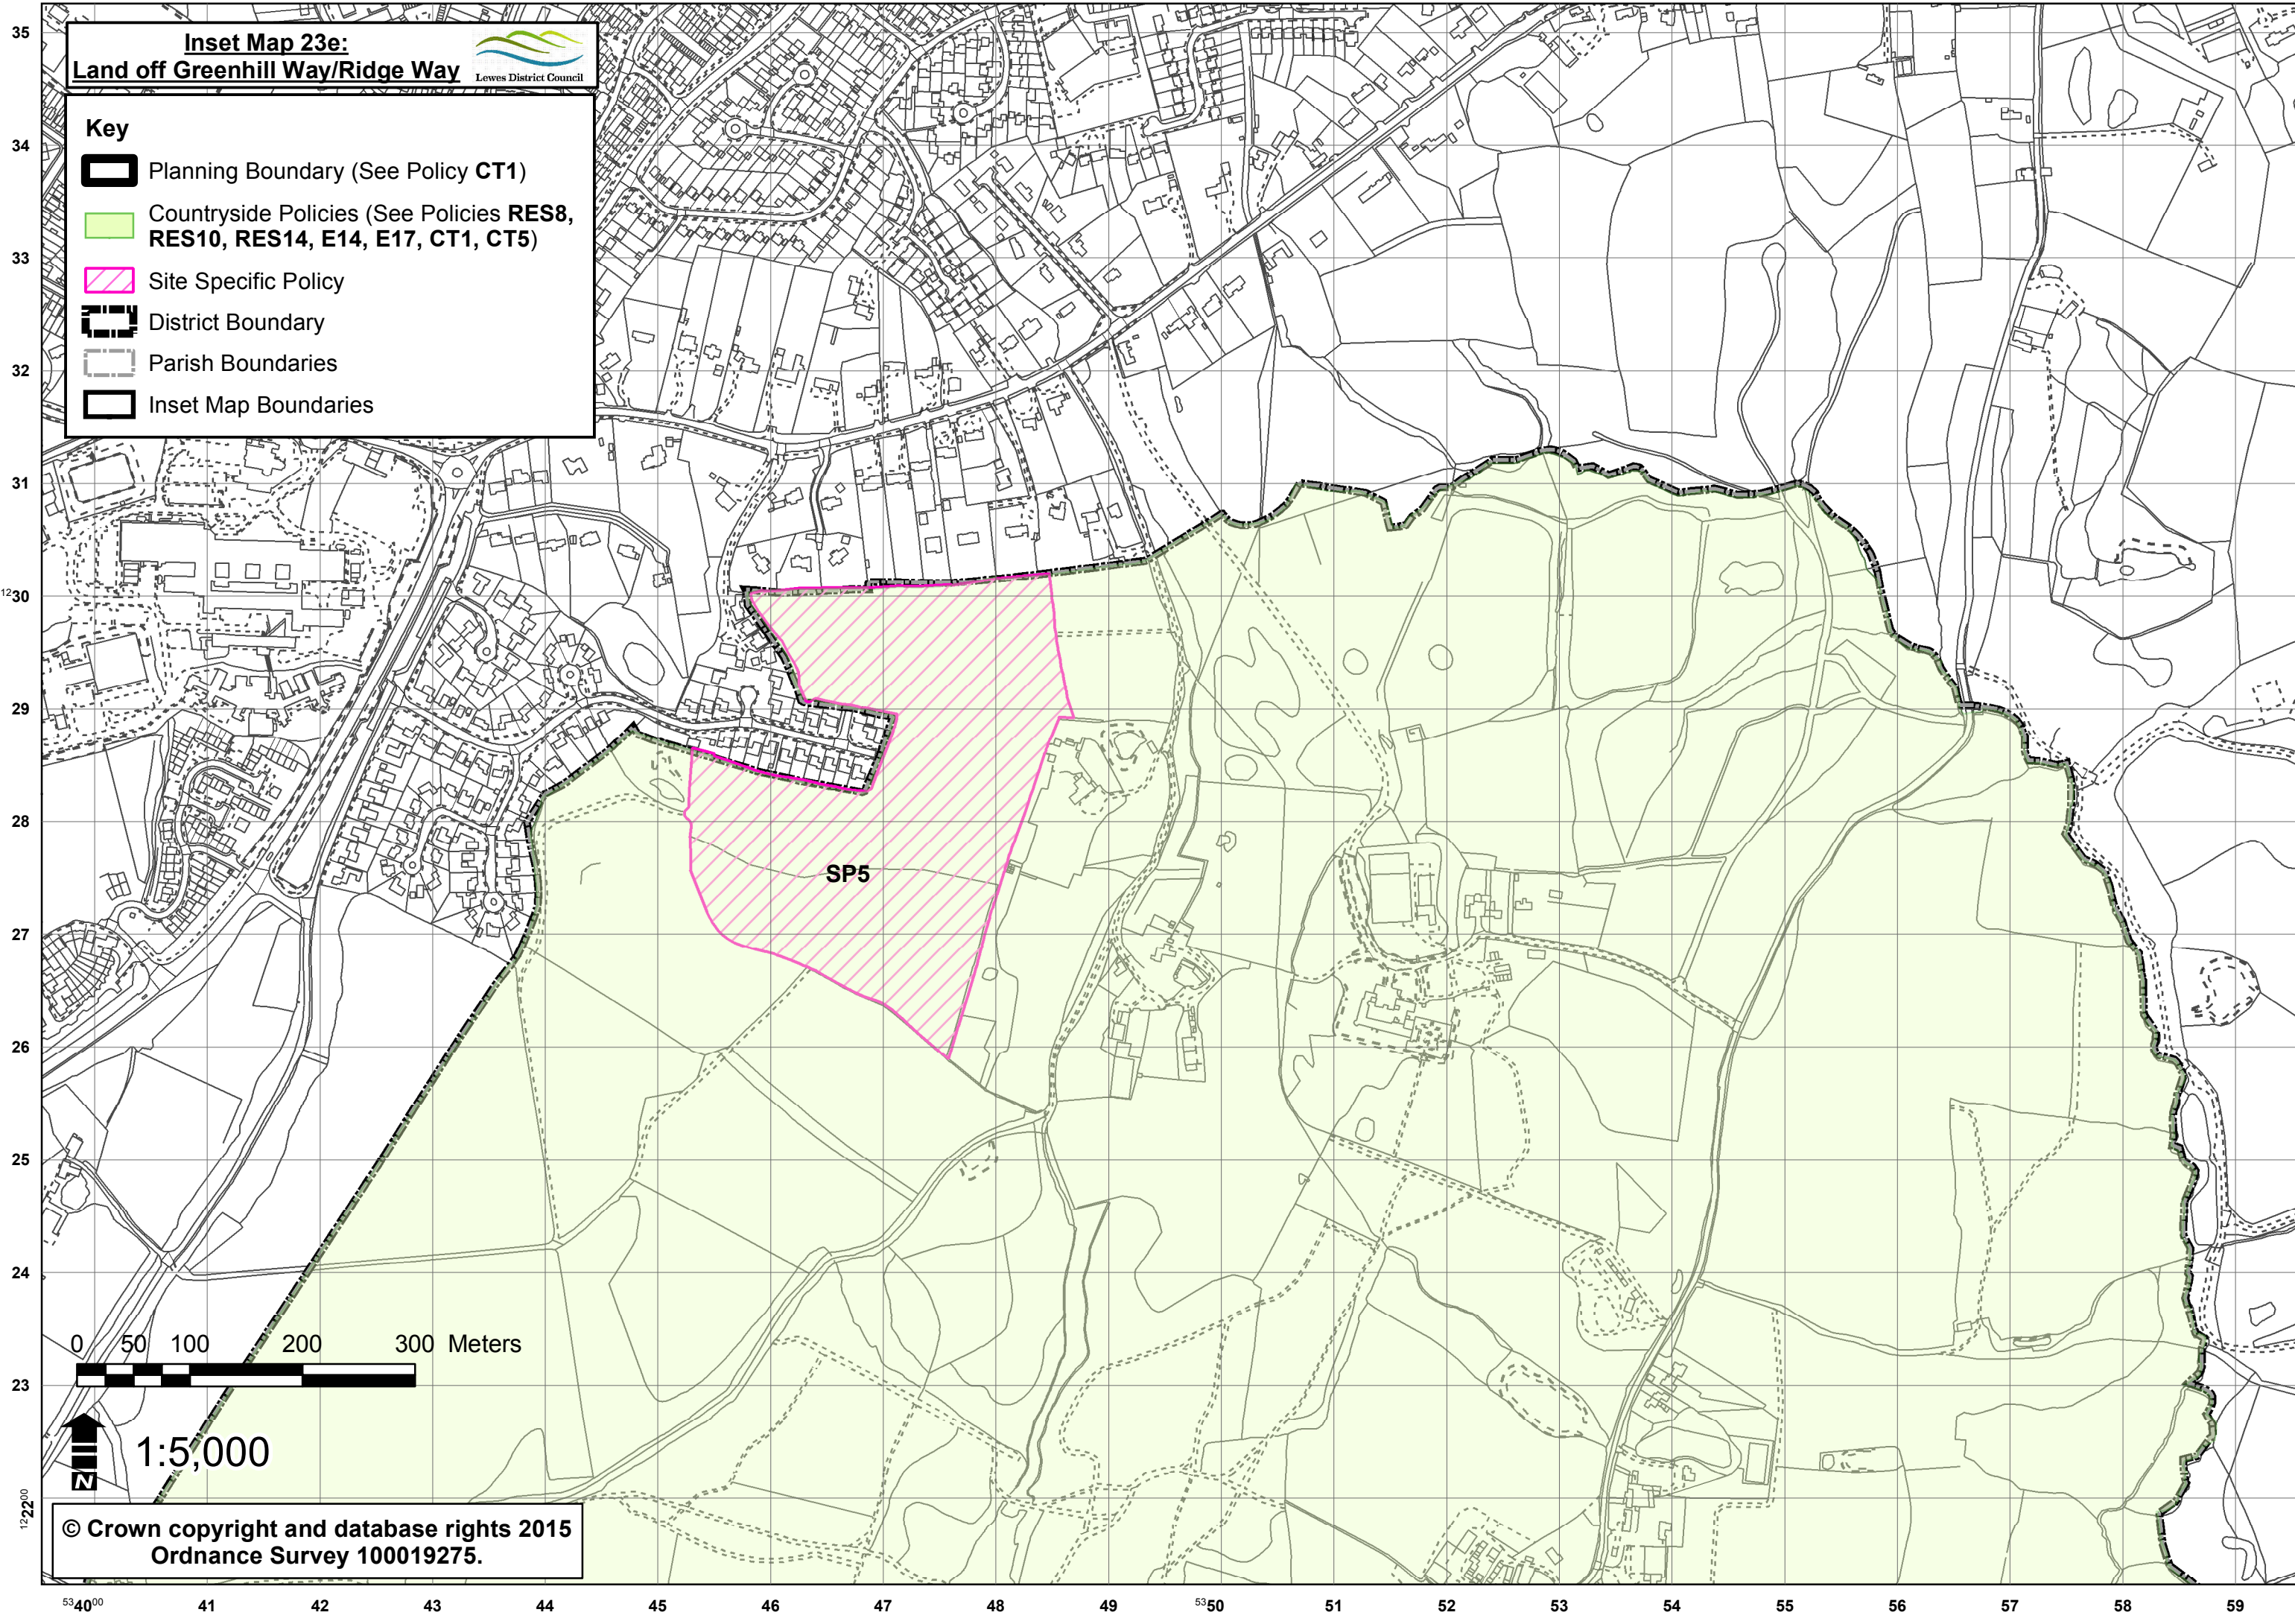 Inset Map 23e:
Land off Greenhill Way/Ridge Way
Lewes District Council
Key
Planning Boundary (See Policy CT1)
Countryside Policies (See Policies RES8,
RES10, RES14, E14, E17, CT1, CT5)
Site Specific Policy
District Boundary
Parish Boundaries
Inset Map Boundaries
35
34
33
32
31
1230
29
28
27
26
25
24
23
122200
SP5
0 50 100 200 300 Meters
N
1:5,000
© Crown copyright and database rights 2015
Ordnance Survey 100019275.
534000 41 42 43 44 45 46 47 48 49 5350 51 52 53 54 55 56 57 58 59